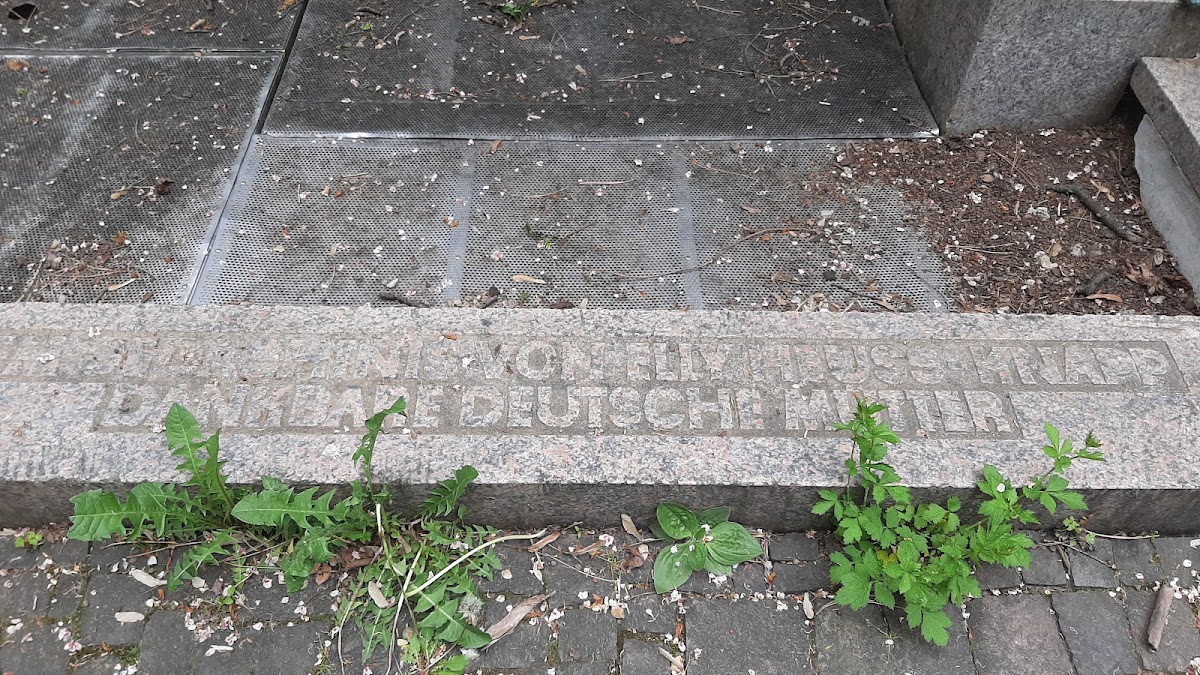 VON ELLY HEUSS-KNAPP
DANKBARE DEUTSCHE MÜTTER